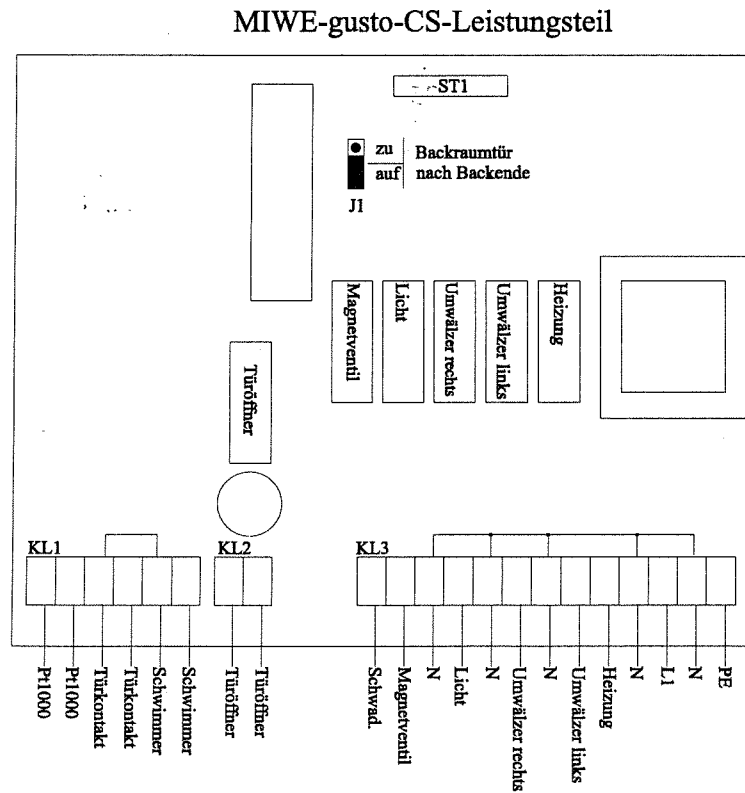 MIWE-gusto-CS-Leistungsteil
ST1
zu
auf
Backraumtür
nach Backende
J1
Magnetventil
Licht
Umwälzer rechts
Umwälzer links
Heizung
Türöffner
KL1
KL2
KL3
Pt1000
Pt1000
Türkontakt
Türkontakt
Schwimmer
Schwimmer
Türöffner
Türöffner
Schwad.
Magnetventil
N
Licht
N
Umwälzer rechts
N
Umwälzer links
Heizung
N
L1
N
PE